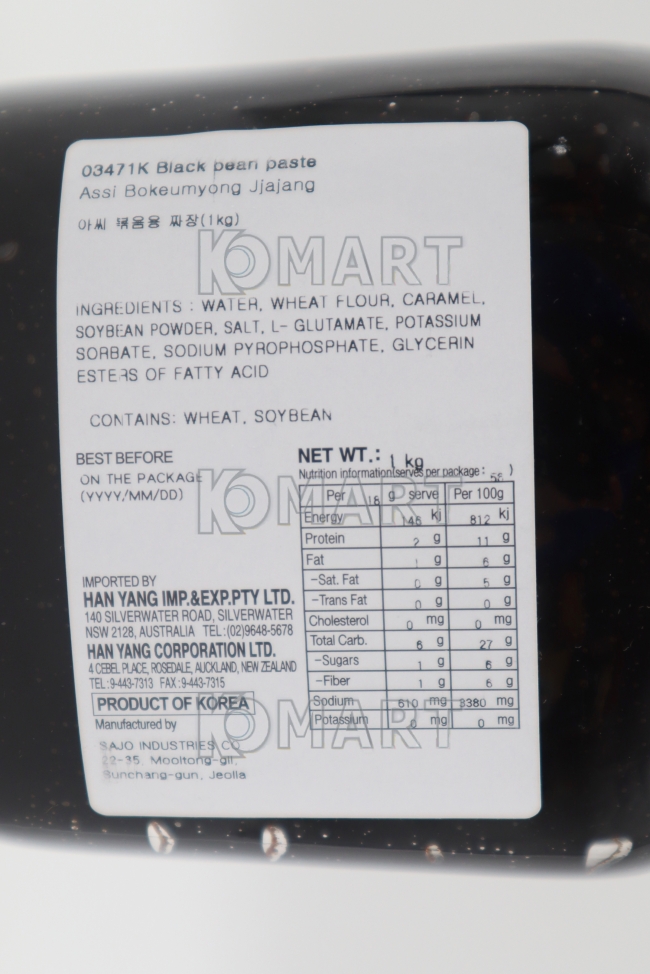 03471K Black bean paste
Assi Bokeumyong Jjajang
아씨 볶음용 짜장(1kg)
KOMART
INGREDIENTS : WATER, WHEAT FLOUR, CARAMEL,
SOYBEAN POWDER, SALT, L- GLUTAMATE, POTASSIUM
SORBATE, SODIUM PYROPHOSPHATE, GLYCERIN
ESTERS OF FATTY ACID
CONTAINS: WHEAT, SOYBEAN
BEST BEFORE
ON THE PACKAGE
(YYYY/MM/DD)
KOMART
IMPORTED BY
HAN YANG IMP.&EXP.PTY LTD.
140 SILVERWATER ROAD, SILVERWATER
NSW 2128, AUSTRALIA TEL:(02)9648-5678
HAN YANG CORPORATION LTD.
4 CEBEL PLACE, ROSEDALE, AUCKLAND, NEW ZEALAND
TEL:9-443-7313 FAX:9-443-7315
PRODUCT OF KOREA
Manufactured by
SAJO INDUSTRIES CO
22-35, Mooltong-gil,
Sunchang-gun, Jeolla
NET WT.: 1 kg
Nutrition information(serves per package: )
Per 18 g serve Per 100g
Energy 146 kj 812 kj
Protein 2 g 11 g
Fat 1 g 6 g
-Sat. Fat 0 g 5 g
-Trans Fat 0 g 0 g
Cholesterol 0 mg 0 mg
Total Carb. 6 g 27 g
-Sugars 1 g 6 g
-Fiber 1 g 6 g
Sodium 610 mg 3380 mg
Potassium 0 mg 0 mg
KOMART